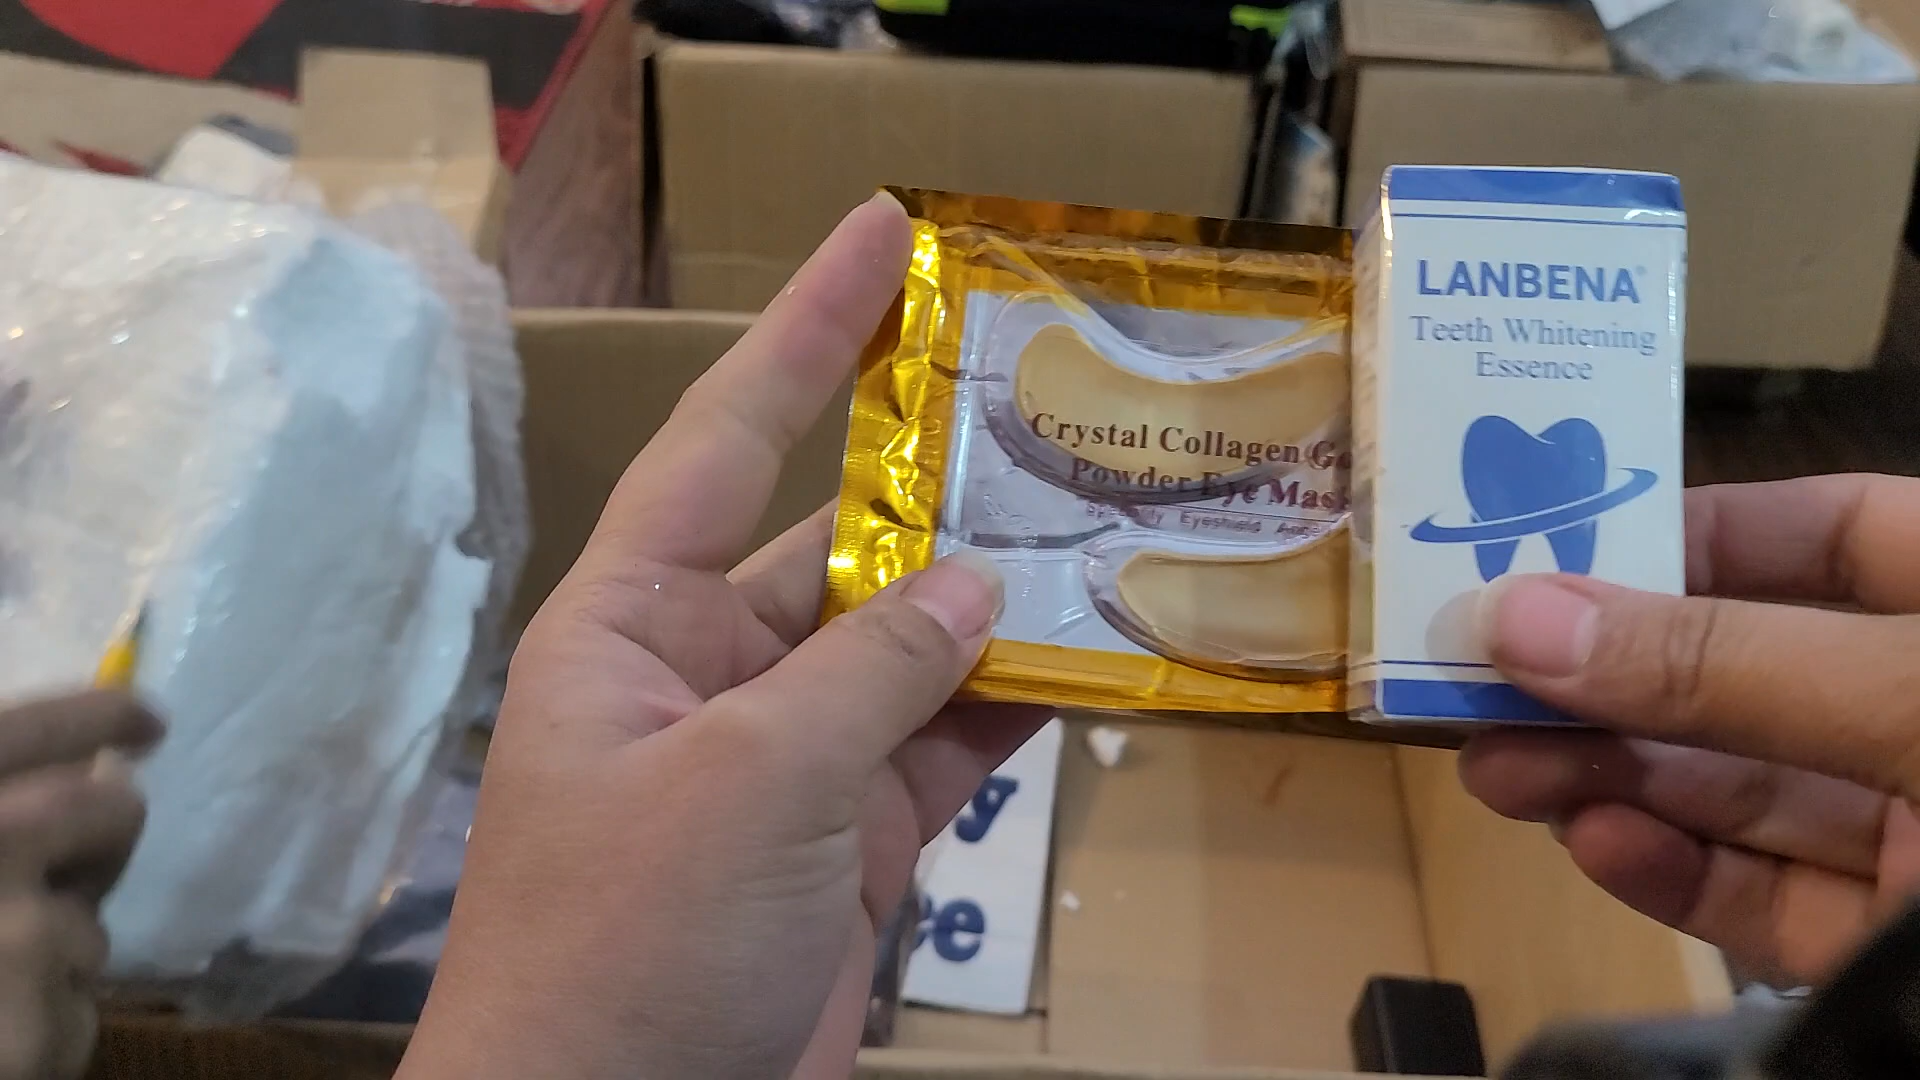 Crystal Collagen
Powder Eye Mask
Eyeshield
LANBENA®
Teeth Whitening
Essence